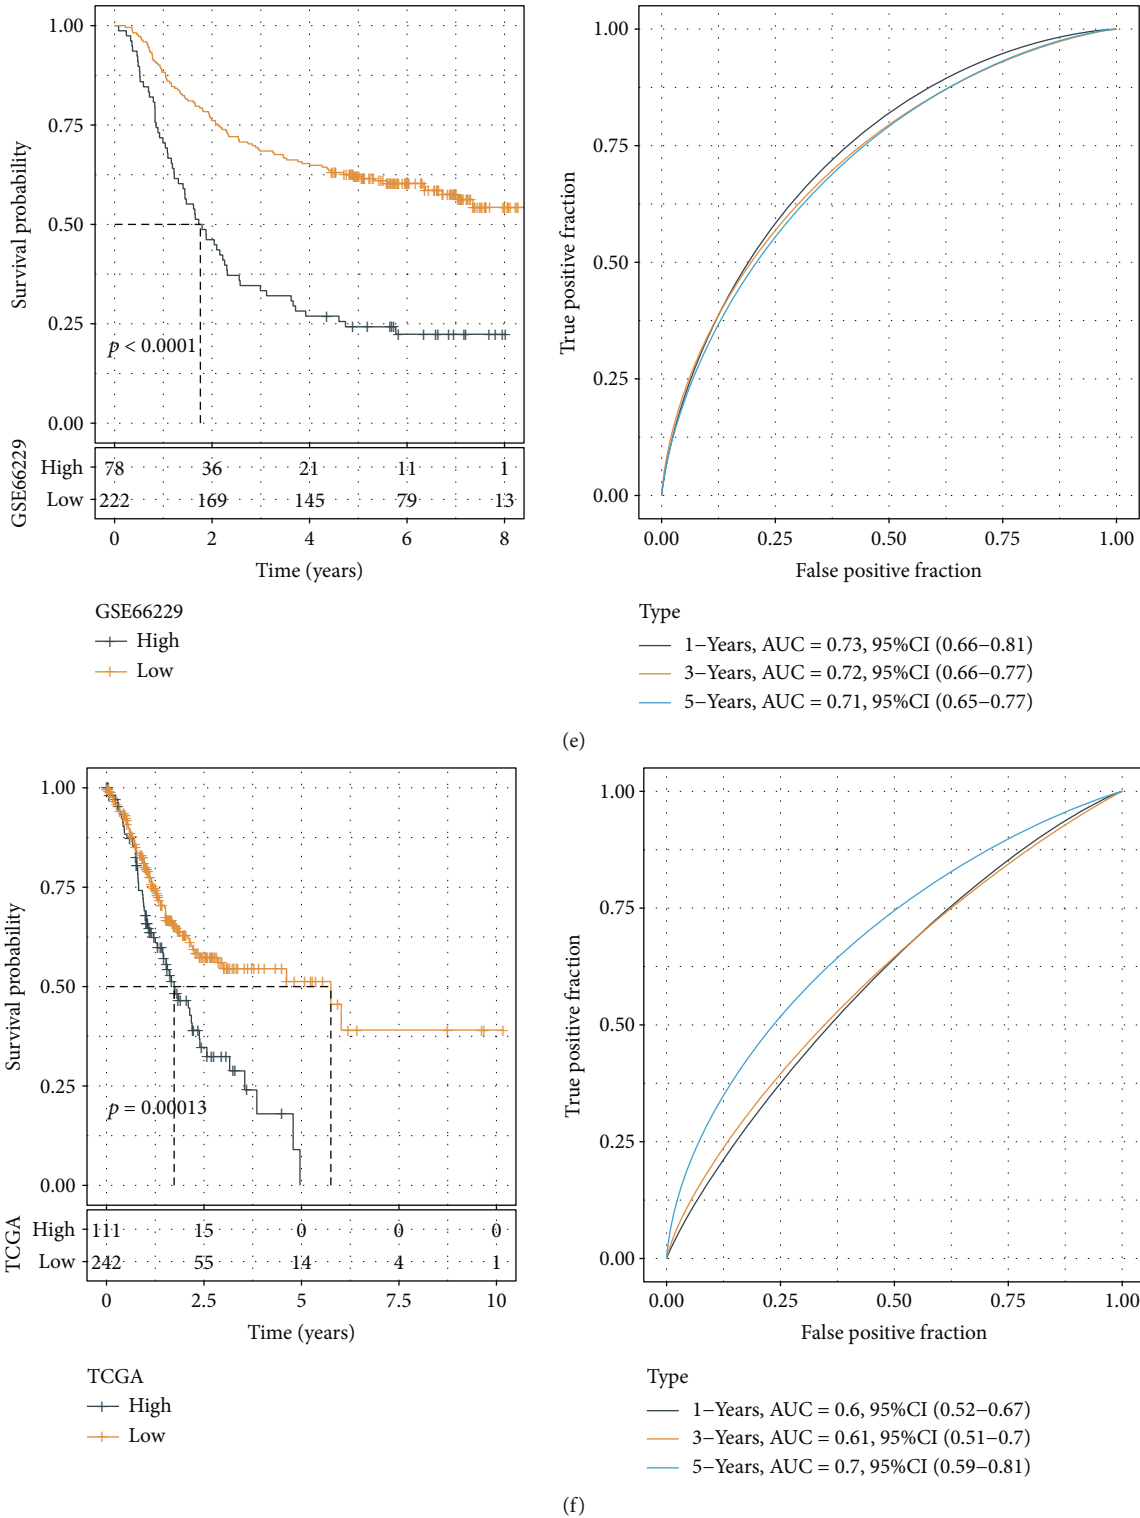 1.00
0.75
0.50
0.25
0.00
Survival probability
p < 0.0001
GSE66229
High 78 36 21 11 1
Low 222 169 145 79 13
0 2 4 6 8
Time (years)
GSE66229
High
Low
1.00
0.75
0.50
0.25
0.00
True positive fraction
0.00 0.25 0.50 0.75 1.00
False positive fraction
Type
1−Years, AUC = 0.73, 95%CI (0.66−0.81)
3−Years, AUC = 0.72, 95%CI (0.66−0.77)
5−Years, AUC = 0.71, 95%CI (0.65−0.77)
(e)
1.00
0.75
0.50
0.25
0.00
Survival probability
p = 0.00013
TCGA
High 111 15 0 0 0
Low 242 55 14 4 1
0 2.5 5 7.5 10
Time (years)
TCGA
High
Low
1.00
0.75
0.50
0.25
0.00
True positive fraction
0.00 0.25 0.50 0.75 1.00
False positive fraction
Type
1−Years, AUC = 0.6, 95%CI (0.52−0.67)
3−Years, AUC = 0.61, 95%CI (0.51−0.7)
5−Years, AUC = 0.7, 95%CI (0.59−0.81)
(f)